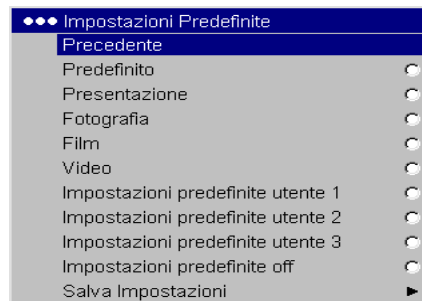 Impostazioni Predefinite
Precedente
Predefinito
Presentazione
Fotografia
Film
Video
Impostazioni predefinite utente 1
Impostazioni predefinite utente 2
Impostazioni predefinite utente 3
Impostazioni predefinite off
Salva Impostazioni